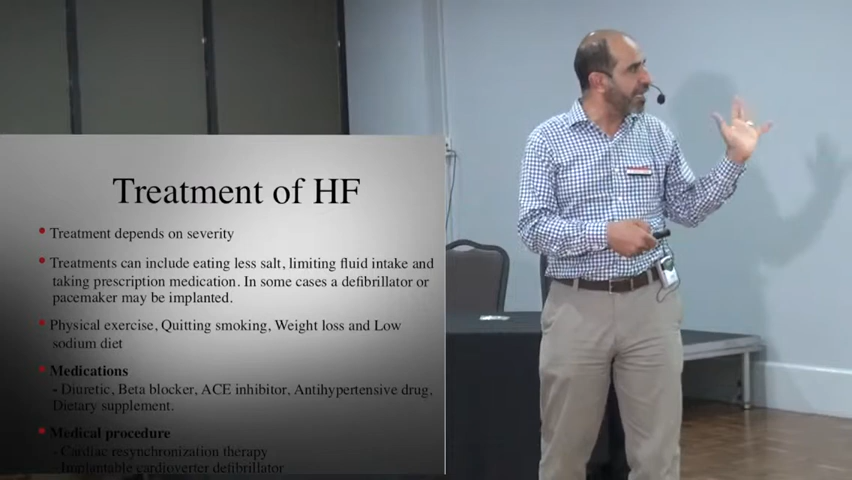 Treatment of HF
Treatment depends on severity
Treatments can include eating less salt, limiting fluid intake and
taking prescription medication. In some cases a defibrillator or
pacemaker may be implanted.
Physical exercise, Quitting smoking, Weight loss and Low
sodium diet
Medications
- Diuretic, Beta blocker, ACE inhibitor, Antihypertensive drug,
Dietary supplement.
Medical procedure
- Cardiac resynchronization therapy
- Implantable cardioverter defibrillator